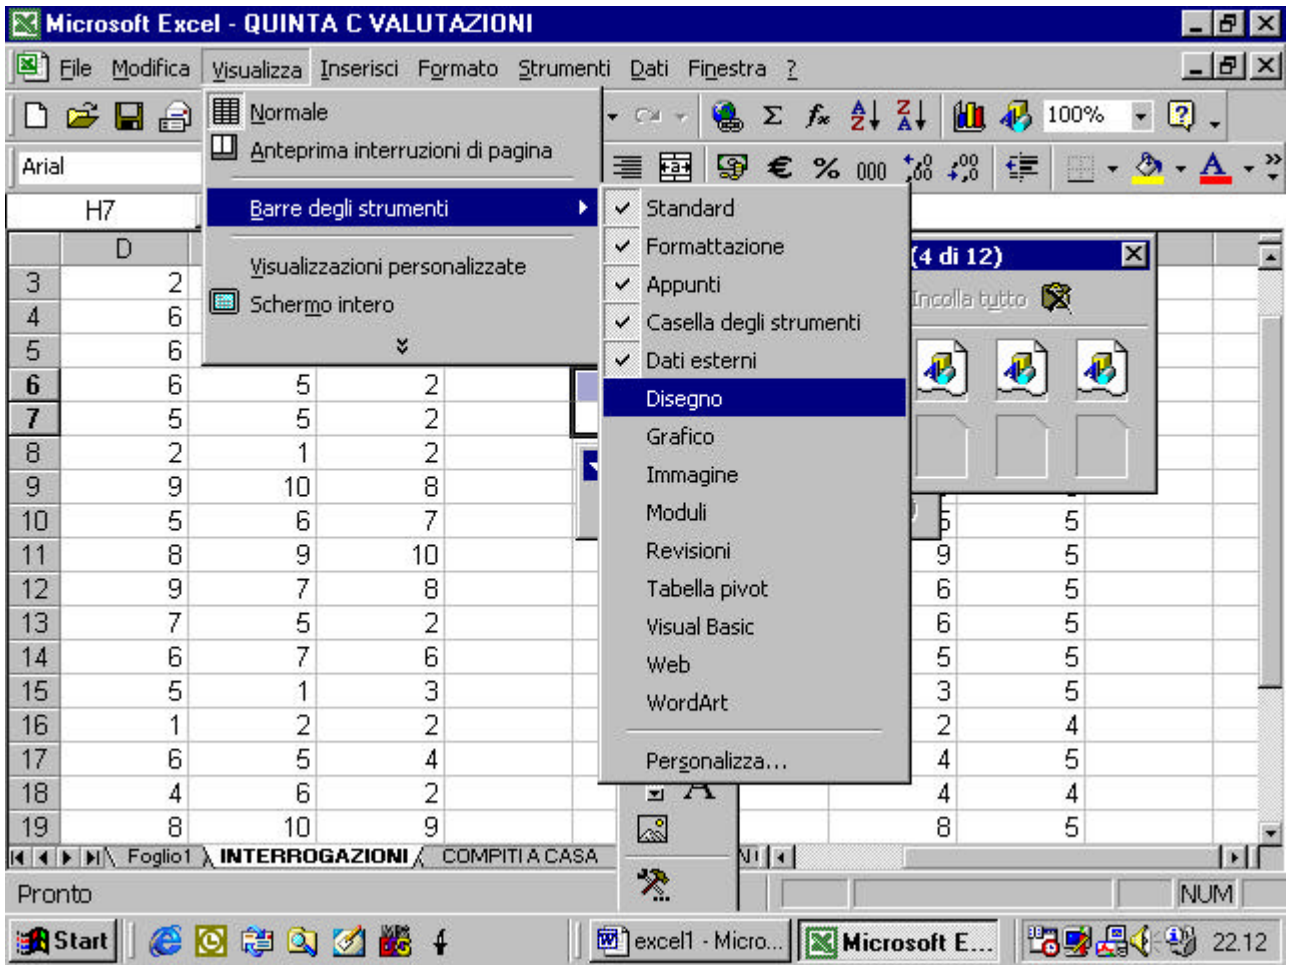 Microsoft Excel - QUINTA C VALUTAZIONI
File Modifica Visualizza Inserisci Formato Strumenti Dati Finestra ?
Normale
Anteprima interruzioni di pagina
Barre degli strumenti
Visualizzazioni personalizzate
Schermo intero
100%
Arial
€ % 000
H7
Standard
Formattazione
Appunti
Casella degli strumenti
Dati esterni
Disegno
Grafico
Immagine
Moduli
Revisioni
Tabella pivot
Visual Basic
Web
WordArt
Personalizza...
(4 di 12)
Incolla tutto
D
3 2
4 6
5 6
6 6 5 2
7 5 5 2
8 2 1 2
9 9 10 8
10 5 6 7 5
11 8 9 10 9 5
12 9 7 8 6 5
13 7 5 2 6 5
14 6 7 6 5 5
15 5 1 3 3 5
16 1 2 2 2 4
17 6 5 4 4 5
18 4 6 2 4 4
19 8 10 9 8 5
Foglio1 INTERROGAZIONI COMPITI A CASA
Pronto NUM
Start excel1 - Micro... Microsoft E... 22.12